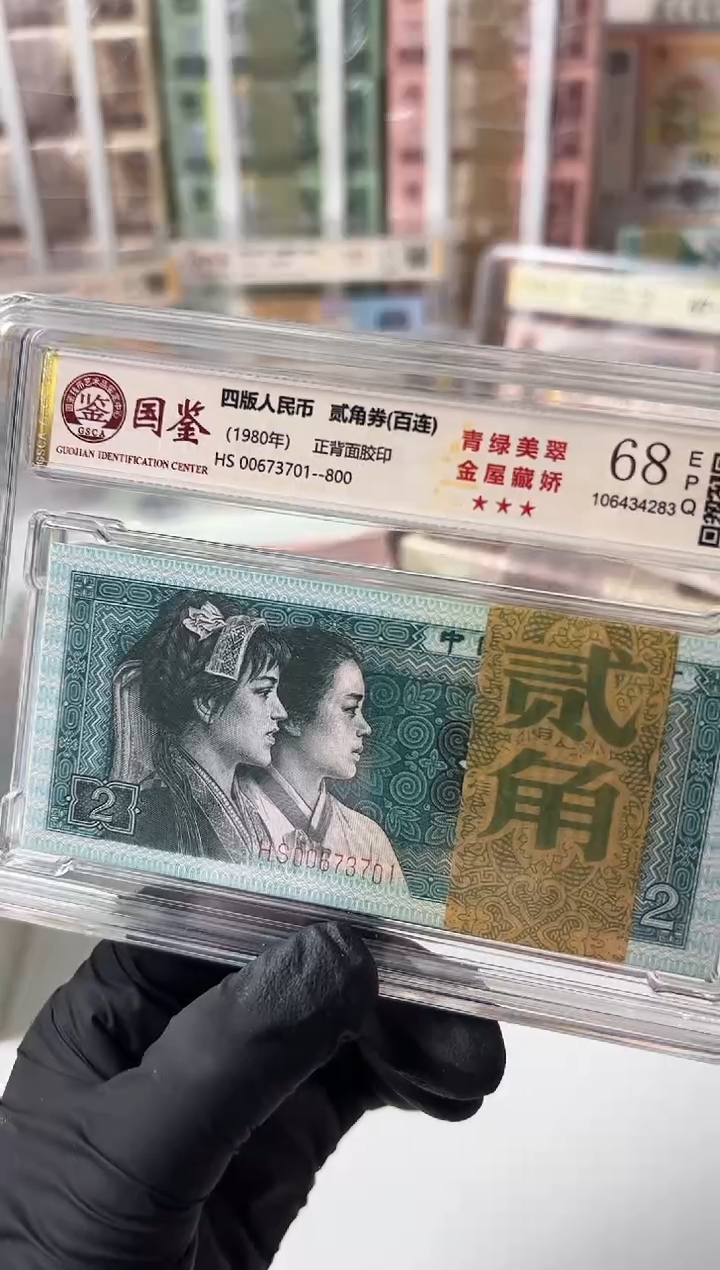 鉴
GSCA
国鉴
GUOJIAN IDENTIFICATION CENTER
四版人民币 贰角券(百连)
(1980年) 正背面胶印
HS 00673701--800
青绿美翠
金屋藏娇
★★★
68
EPQ
106434283
中
贰角
2
HS00673701
2